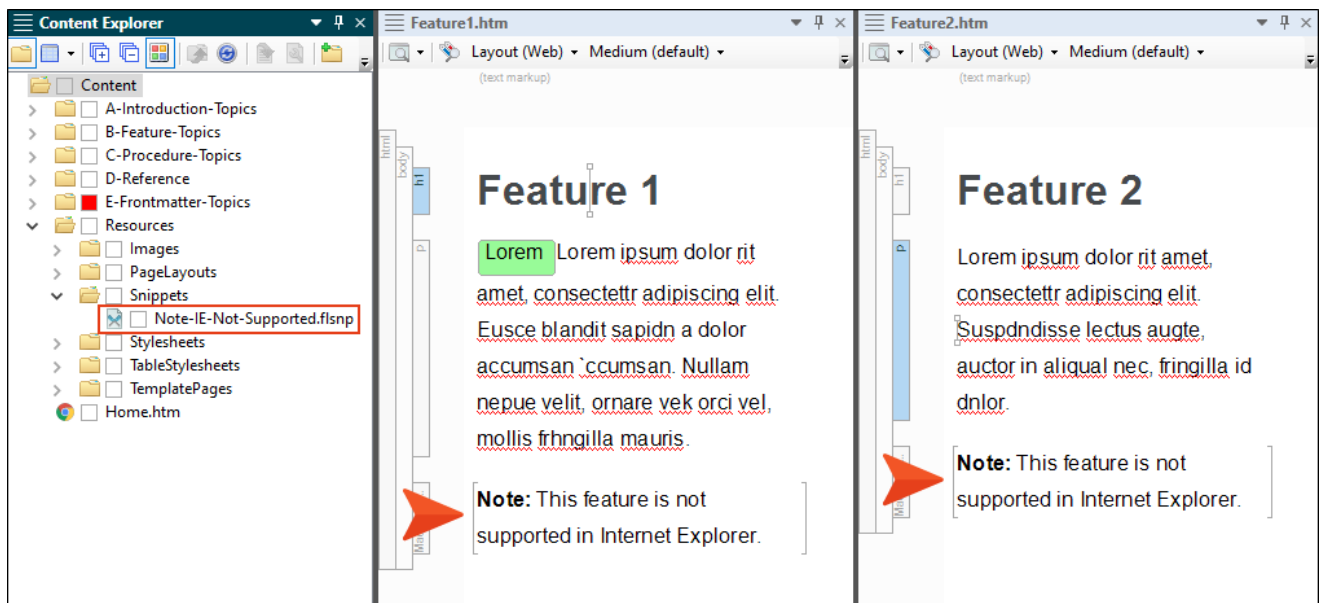 Content Explorer
Content
A-Introduction-Topics
B-Feature-Topics
C-Procedure-Topics
D-Reference
E-Frontmatter-Topics
Resources
Images
PageLayouts
Snippets
Note-IE-Not-Supported.flsnp
Stylesheets
TableStylesheets
TemplatePages
Home.htm
Feature1.htm
Layout (Web) Medium (default)
(text markup)
html
body
h1
p
Feature 1
Lorem Lorem ipsum dolor rit
amet, consectettr adipiscing elit.
Eusce blandit sapidn a dolor
accumsan `ccumsan. Nullam
nepue velit, ornare vek orci vel,
mollis frhngilla mauris.
Note: This feature is not
supported in Internet Explorer.
Feature2.htm
Layout (Web) Medium (default)
(text markup)
html
body
h1
p
Feature 2
Lorem ipsum dolor rit amet,
consectettr adipiscing elit.
Suspdndisse lectus augte,
auctor in aliqual nec, fringilla id
dnlor.
Note: This feature is not
supported in Internet Explorer.